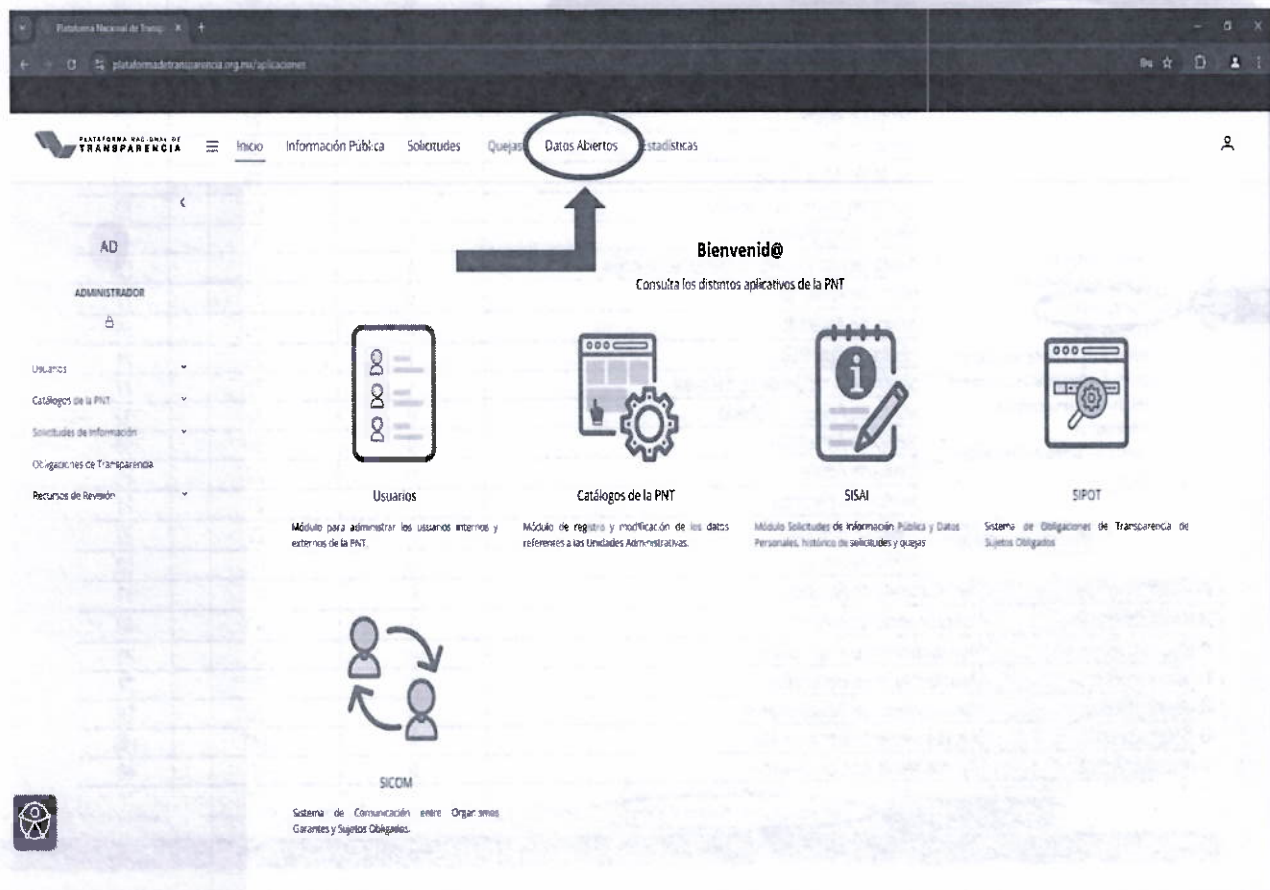 Plataforma Nacional de Transp
plataformadetransparencia.org.mx/aplicaciones
PLATAFORMA NACIONAL DE
TRANSPARENCIA
Inicio Información Pública Solicitudes Quejas Datos Abiertos Estadísticas
AD
ADMINISTRADOR
Usuarios
Catálogos de la PNT
Solicitudes de Información
Obligaciones de Transparencia
Recursos de Revisión
Bienvenid@
Consulta los distintos aplicativos de la PNT
Usuarios
Módulo para administrar los usuarios internos y
externos de la PNT.
Catálogos de la PNT
Módulo de registro y modificación de los datos
referentes a las Unidades Administrativas.
SISAI
Módulo Solicitudes de Información Pública y Datos
Personales, histórico de solicitudes y quejas
SIPOT
Sistema de Obligaciones de Transparencia de
Sujetos Obligados
SICOM
Sistema de Comunicación entre Organismos
Garantes y Sujetos Obligados.